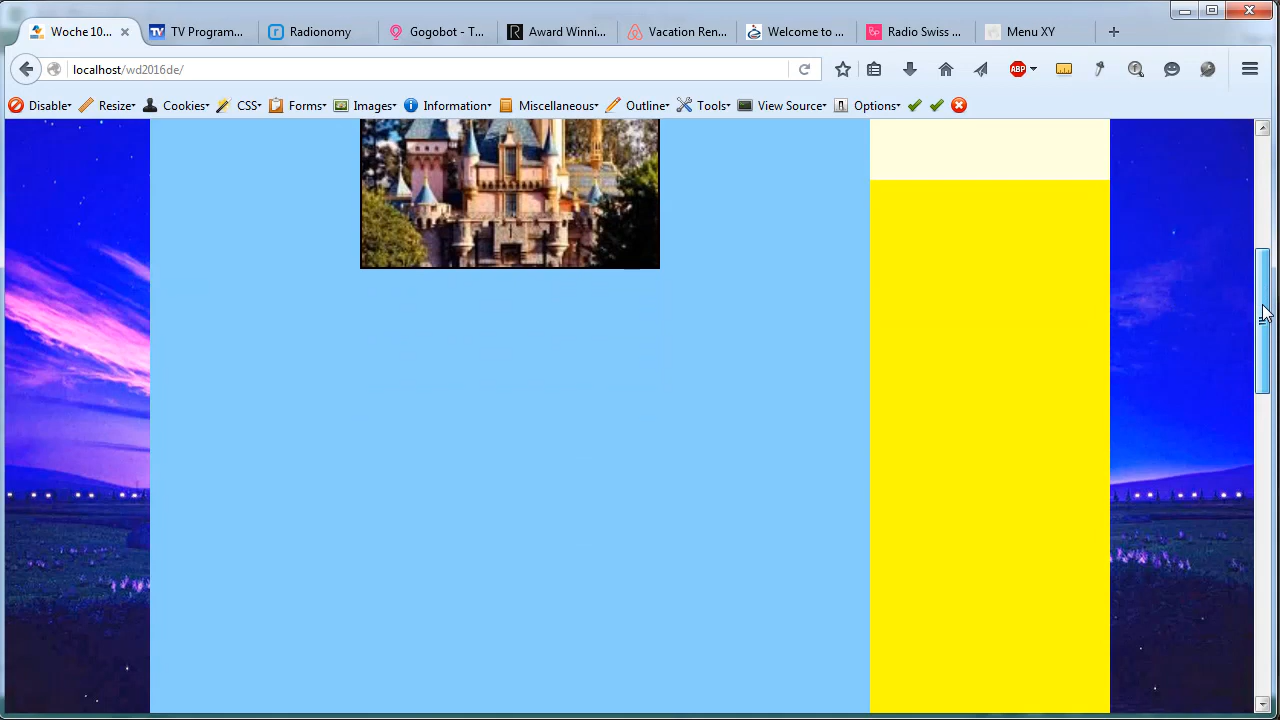 Woche 10...
TV Program...
Radionomy
Gogobot - T...
Award Winni...
Vacation Ren...
Welcome to ...
Radio Swiss ...
Menu XY
localhost/wd2016de/
ABP
Disable
Resize
Cookies
CSS
Forms
Images
Information
Miscellaneous
Outline
Tools
View Source
Options